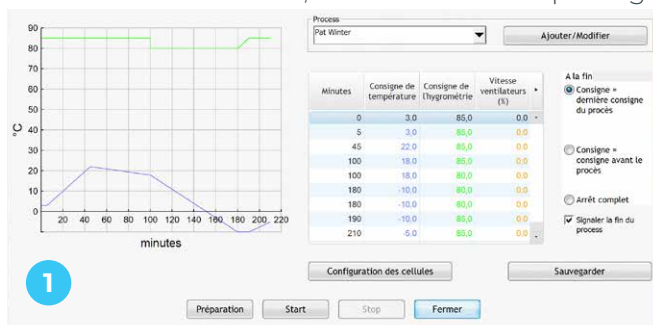 Process
Pat Winter
Ajouter/Modifier
90
80
70
60
50
40
30
20
10
0
°C
20 40 60 80 100 120 140 160 180 200 220
minutes
Minutes Consigne de température Consigne de l'hygrométrie Vitesse ventilateurs (%)
0 3.0 85,0 0.0
5 3.0 85,0 0.0
45 22.0 85,0 0.0
100 18.0 85,0 0.0
100 18.0 80,0 0.0
180 -10.0 80,0 0.0
180 -10.0 80,0 0.0
190 -10.0 85,0 0.0
210 -5.0 85,0 0.0
A la fin
Consigne =
dernière consigne
du procès
Consigne =
consigne avant le
procès
Arrêt complet
Signaler la fin du
process
Configuration des cellules
Sauvegarder
Préparation
Start
Stop
Fermer
1